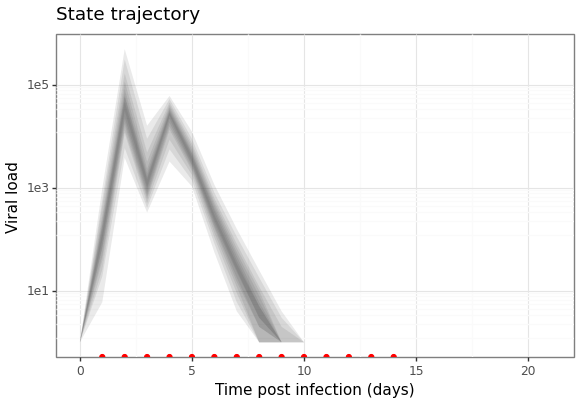 State trajectory
Viral load
1e5
1e3
1e1
0 5 10 15 20
Time post infection (days)